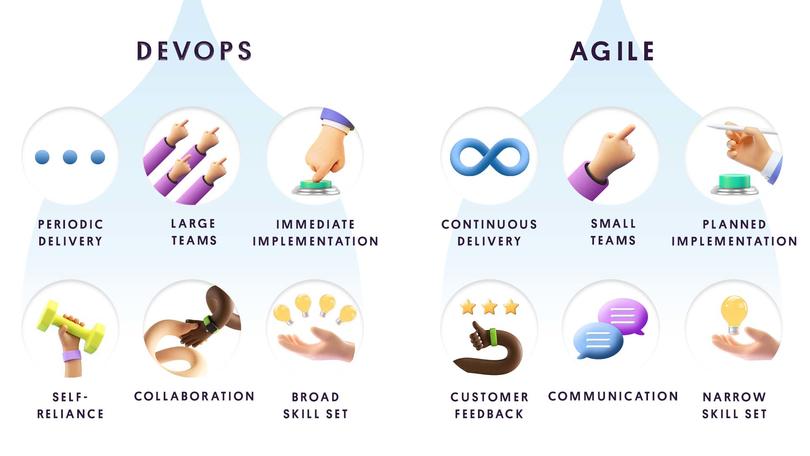 DEVOPS
PERIODIC
DELIVERY
LARGE
TEAMS
IMMEDIATE
IMPLEMENTATION
SELF-
RELIANCE
COLLABORATION
BROAD
SKILL SET
AGILE
CONTINUOUS
DELIVERY
SMALL
TEAMS
PLANNED
IMPLEMENTATION
CUSTOMER
FEEDBACK
COMMUNICATION
NARROW
SKILL SET